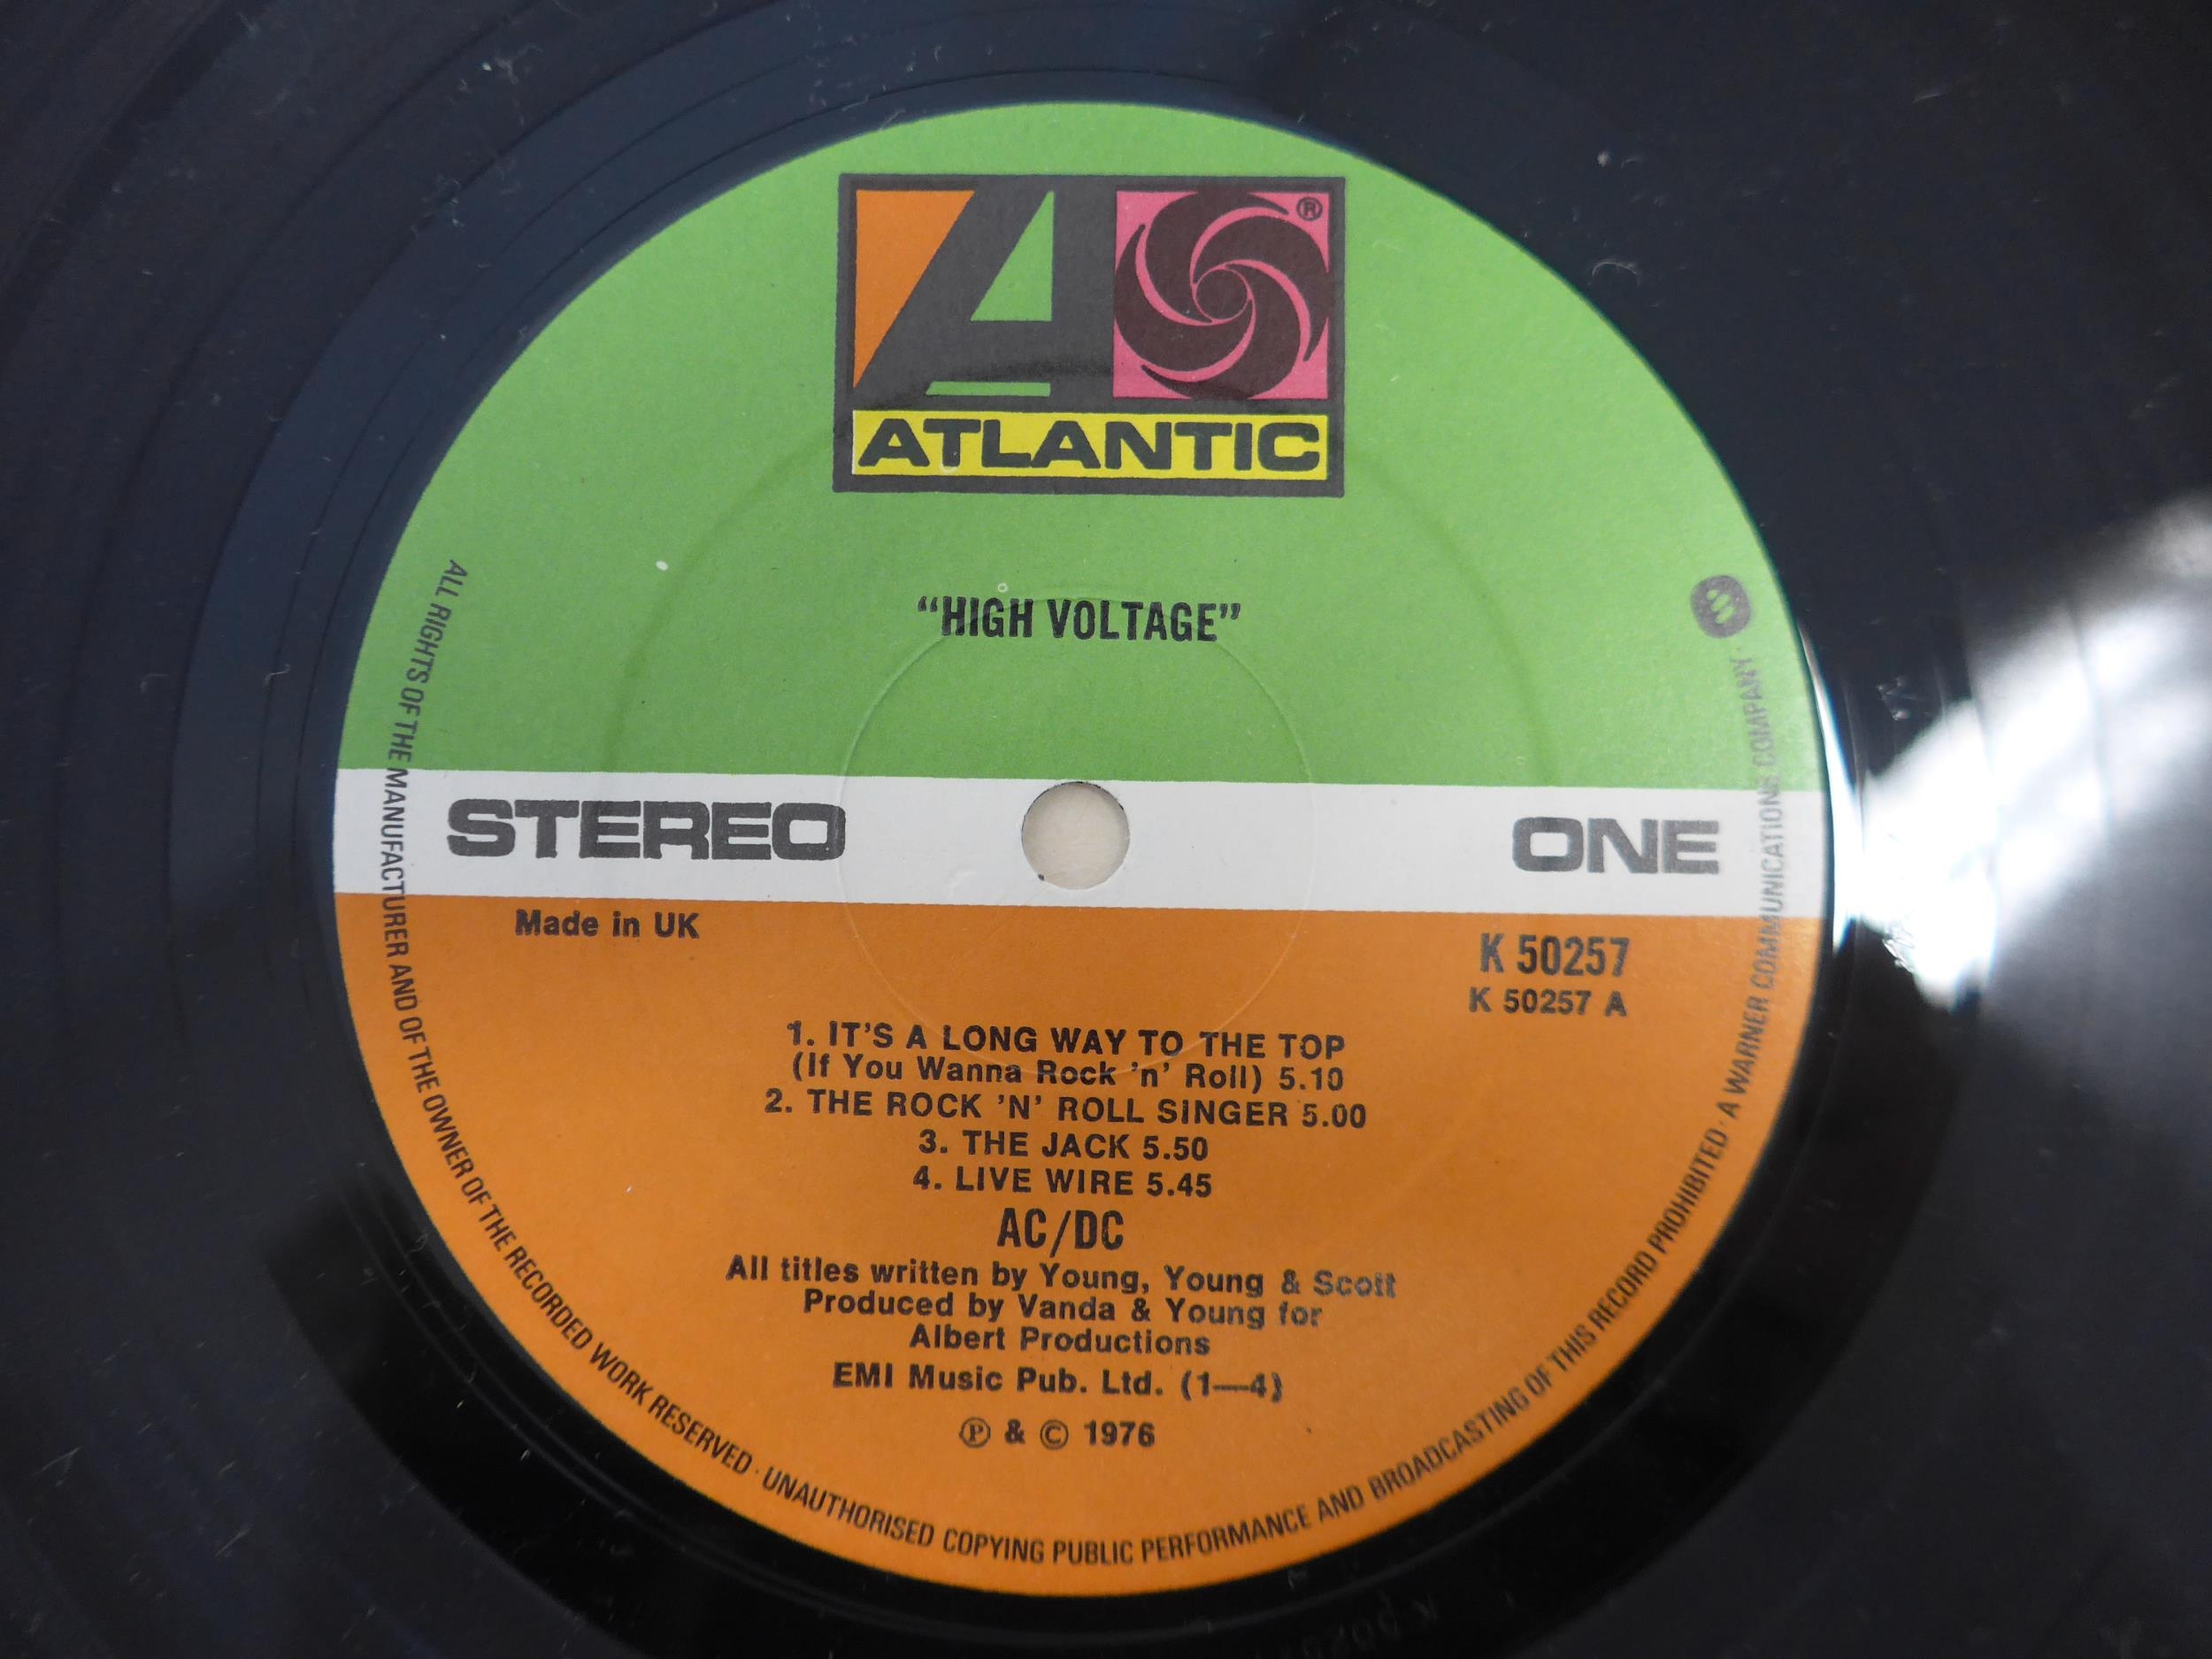 ATLANTIC
®
"HIGH VOLTAGE"
STEREO
ONE
Made in UK
K 50257
K 50257 A
1. IT'S A LONG WAY TO THE TOP
(If You Wanna Rock 'n' Roll) 5.10
2. THE ROCK 'N' ROLL SINGER 5.00
3. THE JACK 5.50
4. LIVE WIRE 5.45
AC/DC
All titles written by Young, Young & Scott
Produced by Vanda & Young for
Albert Productions
EMI Music Pub. Ltd. (1—4)
℗ & © 1976
ALL RIGHTS OF THE MANUFACTURER AND OF THE OWNER OF THE RECORDED WORK RESERVED · UNAUTHORISED COPYING PUBLIC PERFORMANCE AND BROADCASTING OF THIS RECORD PROHIBITED · A WARNER COMMUNICATIONS COMPANY ·